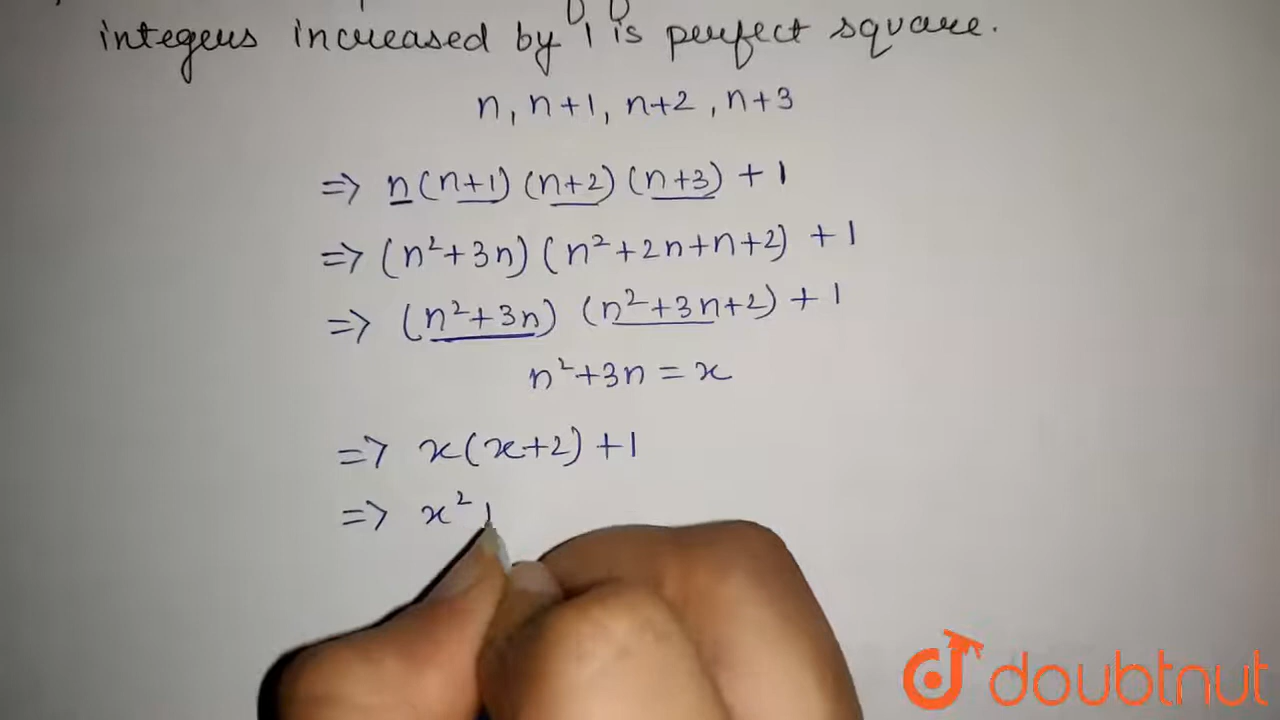 integers increased by 1 is perfect square.
n, n+1, n+2, n+3
=> n(n+1) (n+2) (n+3) + 1
=> (n²+3n) (n²+2n+n+2) + 1
=> (n²+3n) (n²+3n+2) + 1
n²+3n = x
=> x(x+2) + 1
=> x²
doubtnut